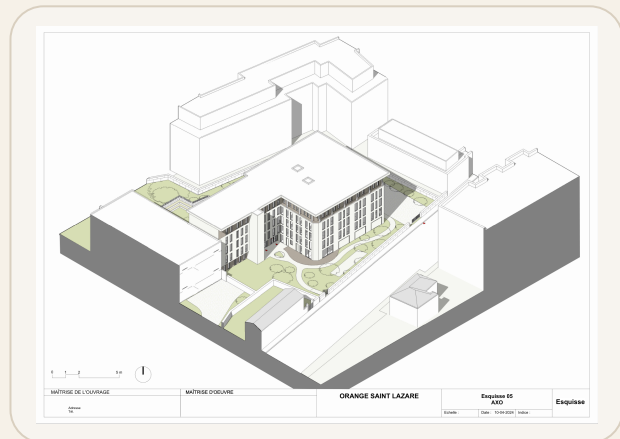 0 1 2 5 m
MAÎTRISE DE L'OUVRAGE
Adresse
Tél
MAÎTRISE D'OEUVRE
ORANGE SAINT LAZARE
Esquisse 05
AXO
Echelle :
Date : 10-04-2024
Indice :
Esquisse